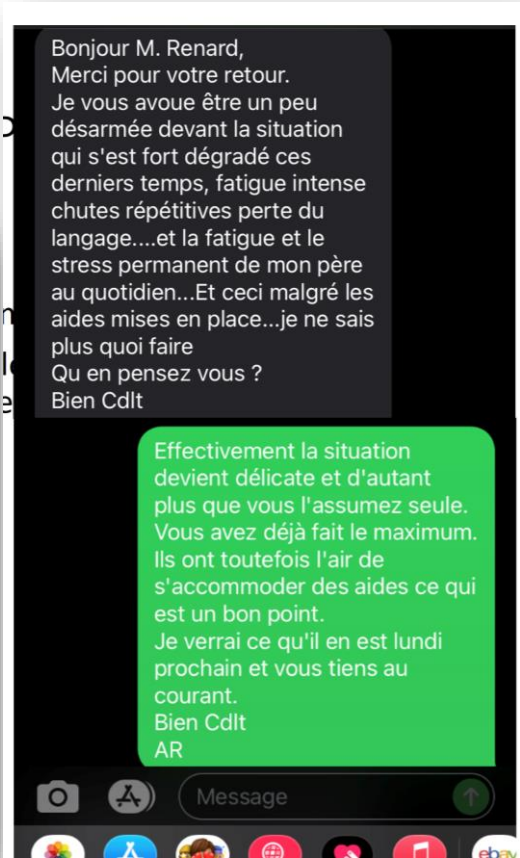 Bonjour M. Renard,
Merci pour votre retour.
Je vous avoue être un peu
désarmée devant la situation
qui s'est fort dégradé ces
derniers temps, fatigue intense
chutes répétitives perte du
langage....et la fatigue et le
stress permanent de mon père
au quotidien...Et ceci malgré les
aides mises en place...je ne sais
plus quoi faire
Qu en pensez vous ?
Bien Cdlt
Effectivement la situation
devient délicate et d'autant
plus que vous l'assumez seule.
Vous avez déjà fait le maximum.
Ils ont toutefois l'air de
s'accommoder des aides ce qui
est un bon point.
Je verrai ce qu'il en est lundi
prochain et vous tiens au
courant.
Bien Cdlt
AR
Message
ebay